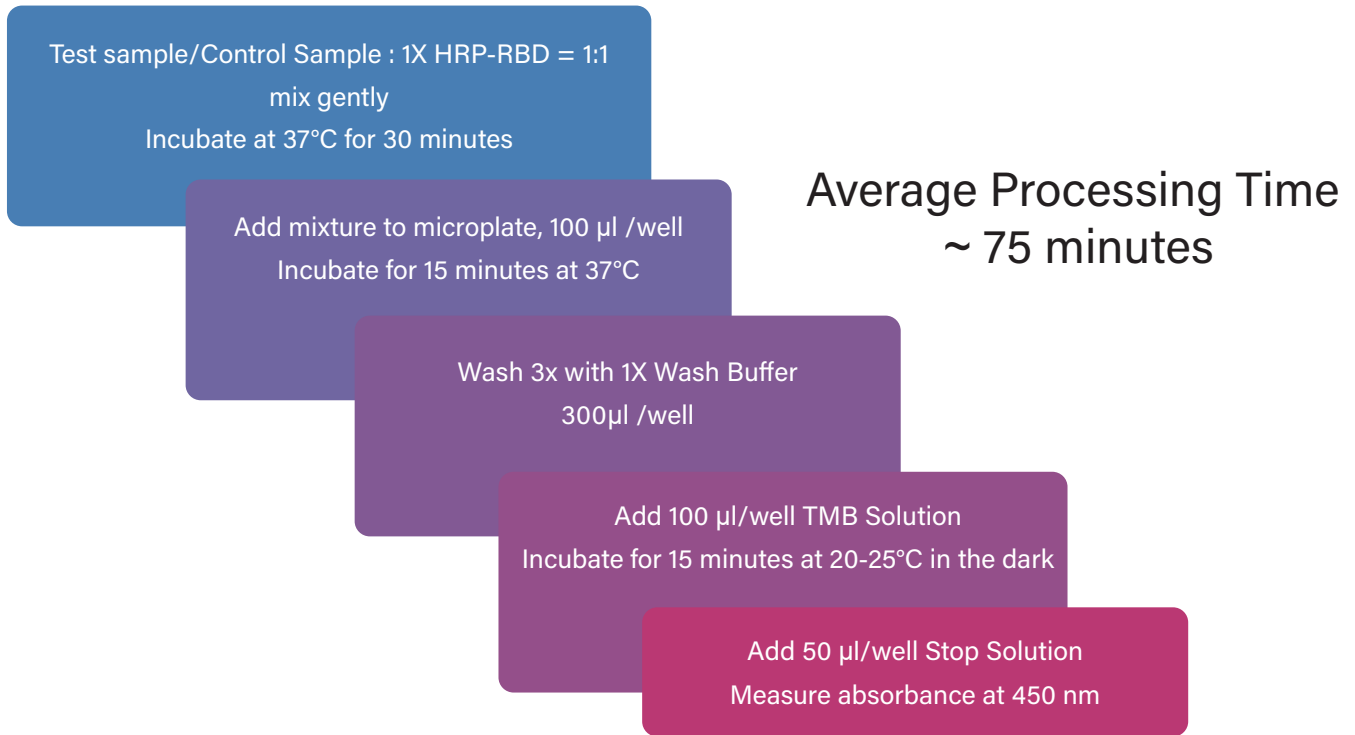 Test sample/Control Sample : 1X HRP-RBD = 1:1
mix gently
Incubate at 37°C for 30 minutes
Add mixture to microplate, 100 µl /well
Incubate for 15 minutes at 37°C
Average Processing Time
~ 75 minutes
Wash 3x with 1X Wash Buffer
300µl /well
Add 100 µl/well TMB Solution
Incubate for 15 minutes at 20-25°C in the dark
Add 50 µl/well Stop Solution
Measure absorbance at 450 nm